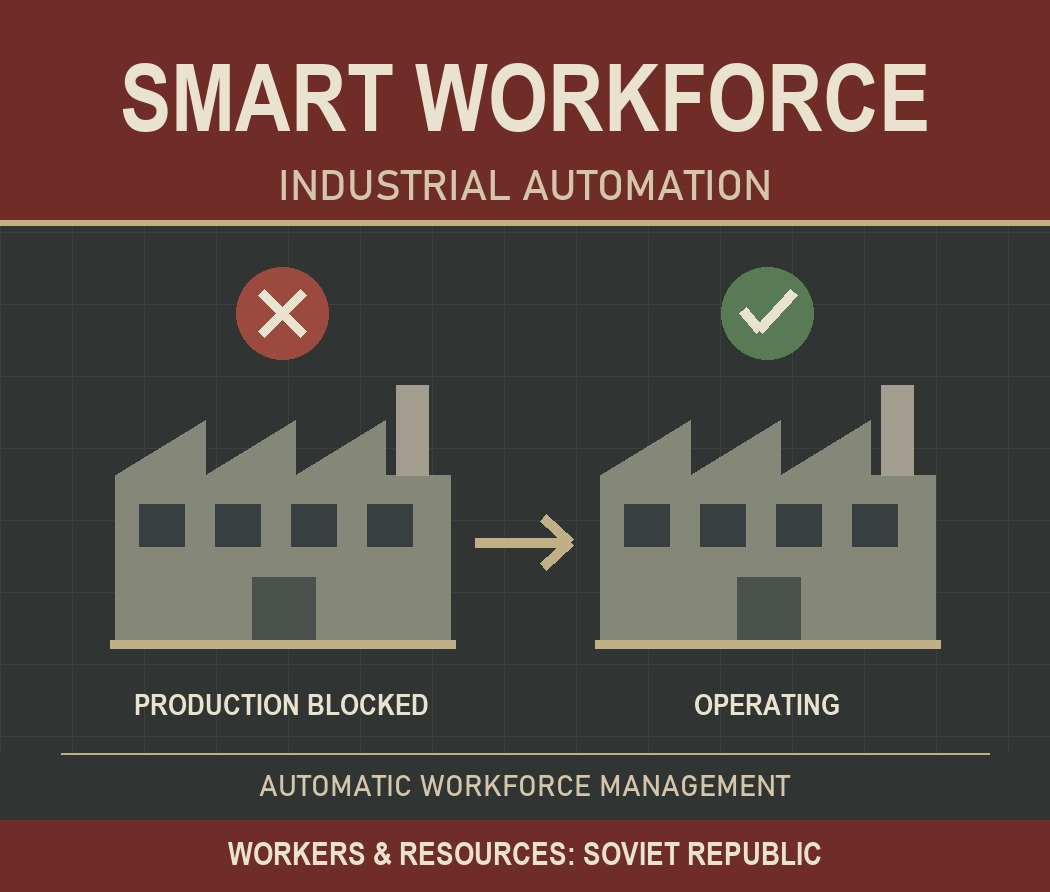 SMART WORKFORCE
INDUSTRIAL AUTOMATION
PRODUCTION BLOCKED
OPERATING
AUTOMATIC WORKFORCE MANAGEMENT
WORKERS & RESOURCES: SOVIET REPUBLIC